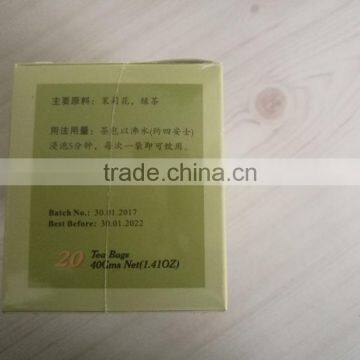 主要原料：茉莉花，绿茶
用法用量：茶包以沸水(约四安士)
浸泡5分钟，每次一袋即可饮用。
trade.china.cn
Batch No.: 30.01.2017
Best Before: 30.01.2022
20 Tea Bags
40Gms Net(1.41OZ)